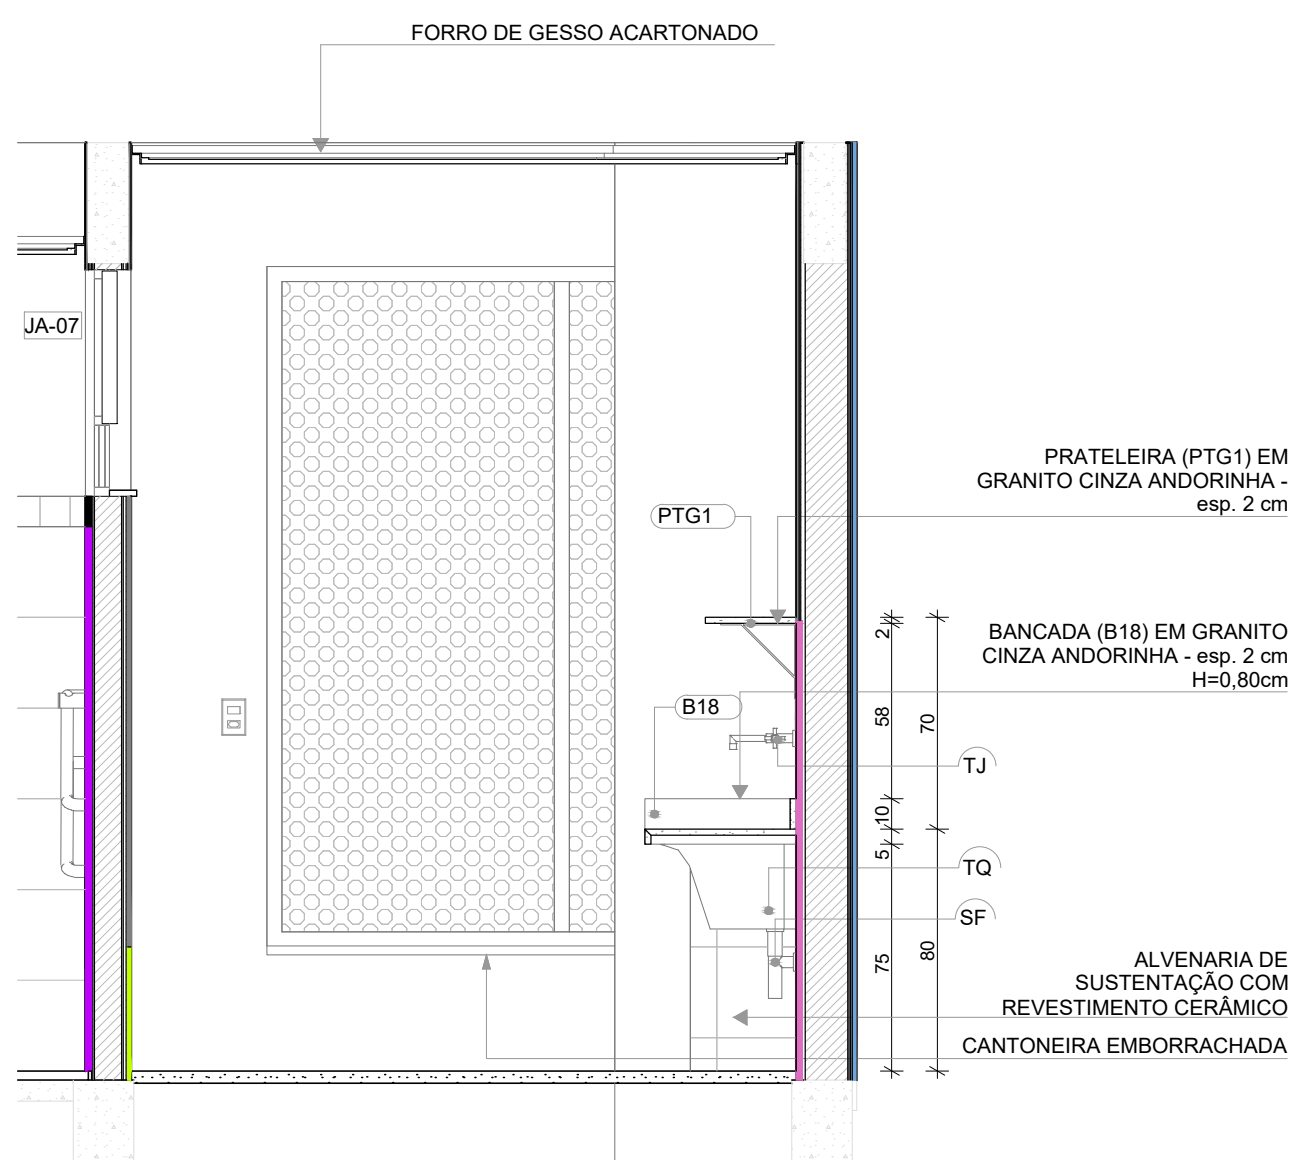 FORRO DE GESSO ACARTONADO
JA-07
PRATELEIRA (PTG1) EM
GRANITO CINZA ANDORINHA -
esp. 2 cm
PTG1
BANCADA (B18) EM GRANITO
CINZA ANDORINHA - esp. 2 cm
H=0,80cm
B18
2
58
70
TJ
10
5
TQ
SF
75
80
ALVENARIA DE
SUSTENTAÇÃO COM
REVESTIMENTO CERÂMICO
CANTONEIRA EMBORRACHADA